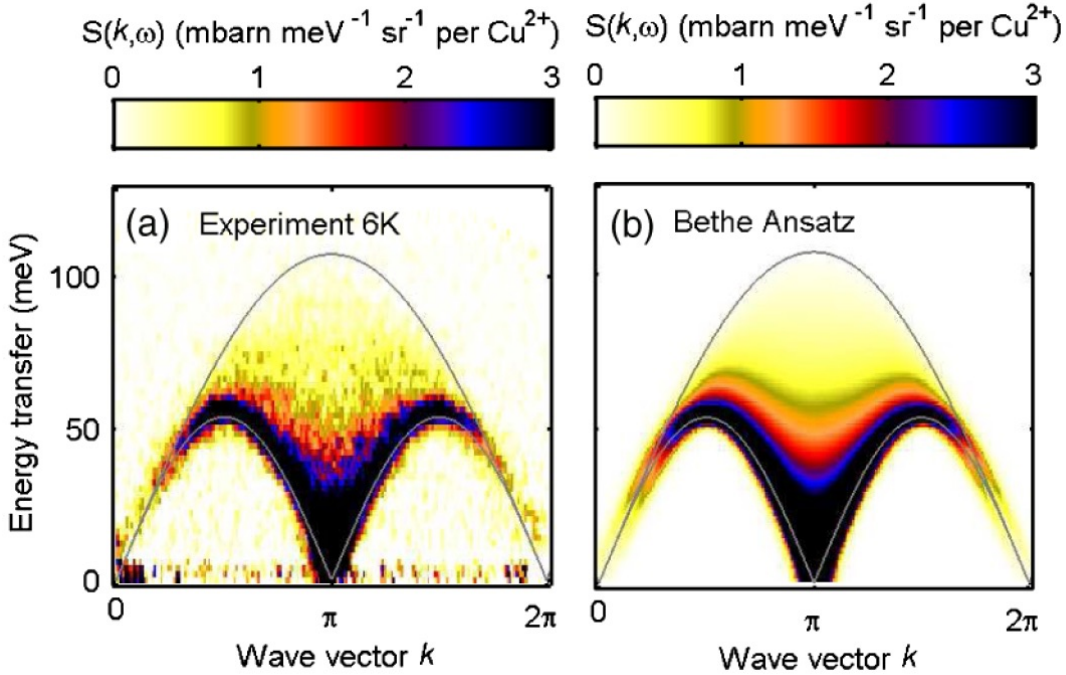 S(k,ω) (mbarn meV⁻¹ sr⁻¹ per Cu²⁺)
0 1 2 3
S(k,ω) (mbarn meV⁻¹ sr⁻¹ per Cu²⁺)
0 1 2 3
Energy transfer (meV)
100
50
0
(a) Experiment 6K
0 π 2π
Wave vector k
(b) Bethe Ansatz
0 π 2π
Wave vector k